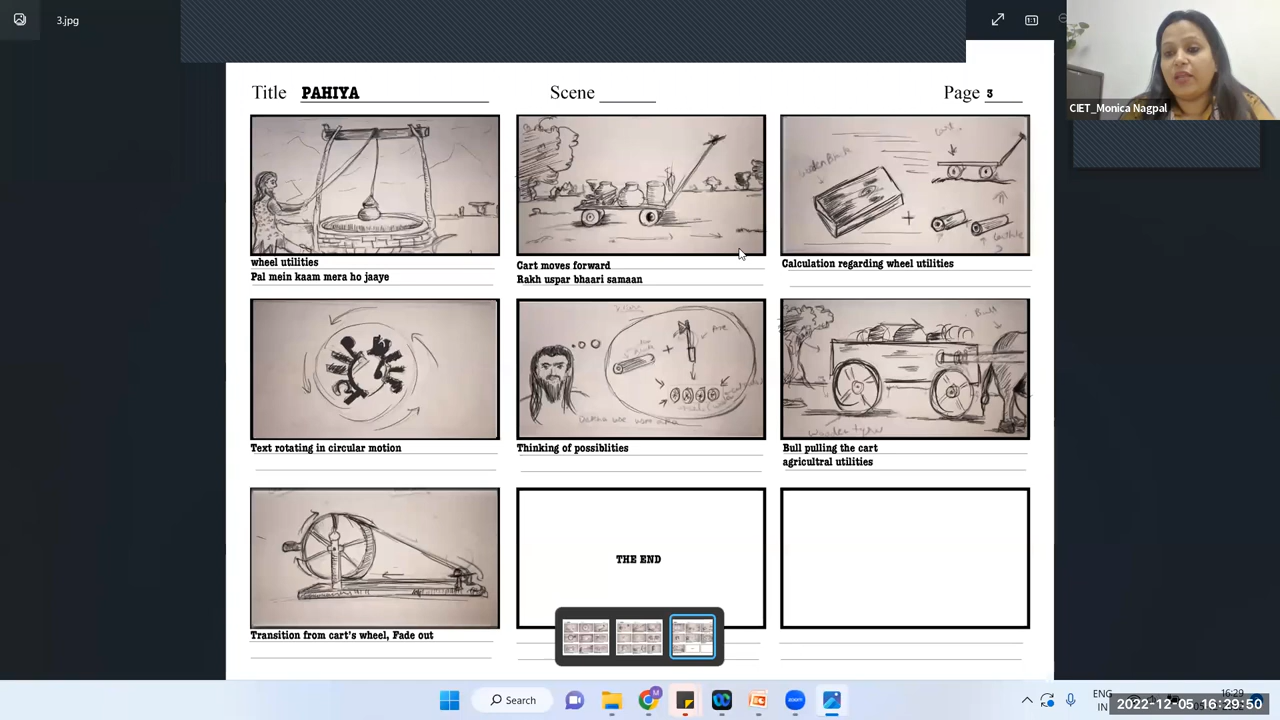 3.jpg
CIET_Monica Nagpal
Title PAHIYA Scene Page 3
wheel utilities
Pal mein kaam mera ho jaaye
Cart moves forward
Rakh uspar bhaari samaan
Calculation regarding wheel utilities
Text rotating in circular motion
Thinking of possiblities
Bull pulling the cart
agricultral utilities
Transition from cart's wheel, Fade out
THE END
Search
ENG
IN
16:29
2022-12-05 16:29:50